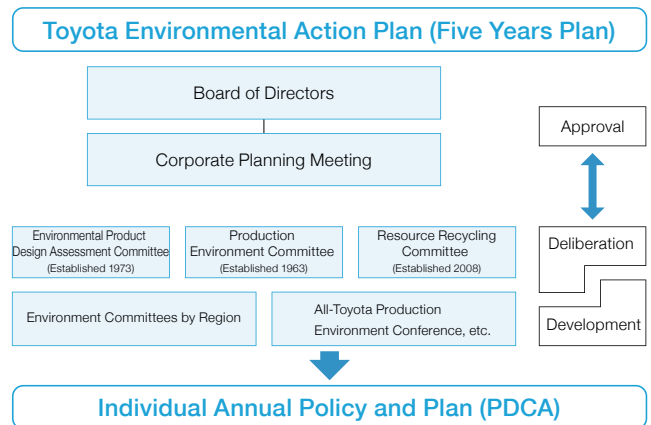 Toyota Environmental Action Plan (Five Years Plan)
Board of Directors
Corporate Planning Meeting
Approval
Environmental Product
Design Assessment Committee
(Established 1973)
Production
Environment Committee
(Established 1963)
Resource Recycling
Committee
(Established 2008)
Deliberation
Environment Committees by Region
All-Toyota Production
Environment Conference, etc.
Development
Individual Annual Policy and Plan (PDCA)